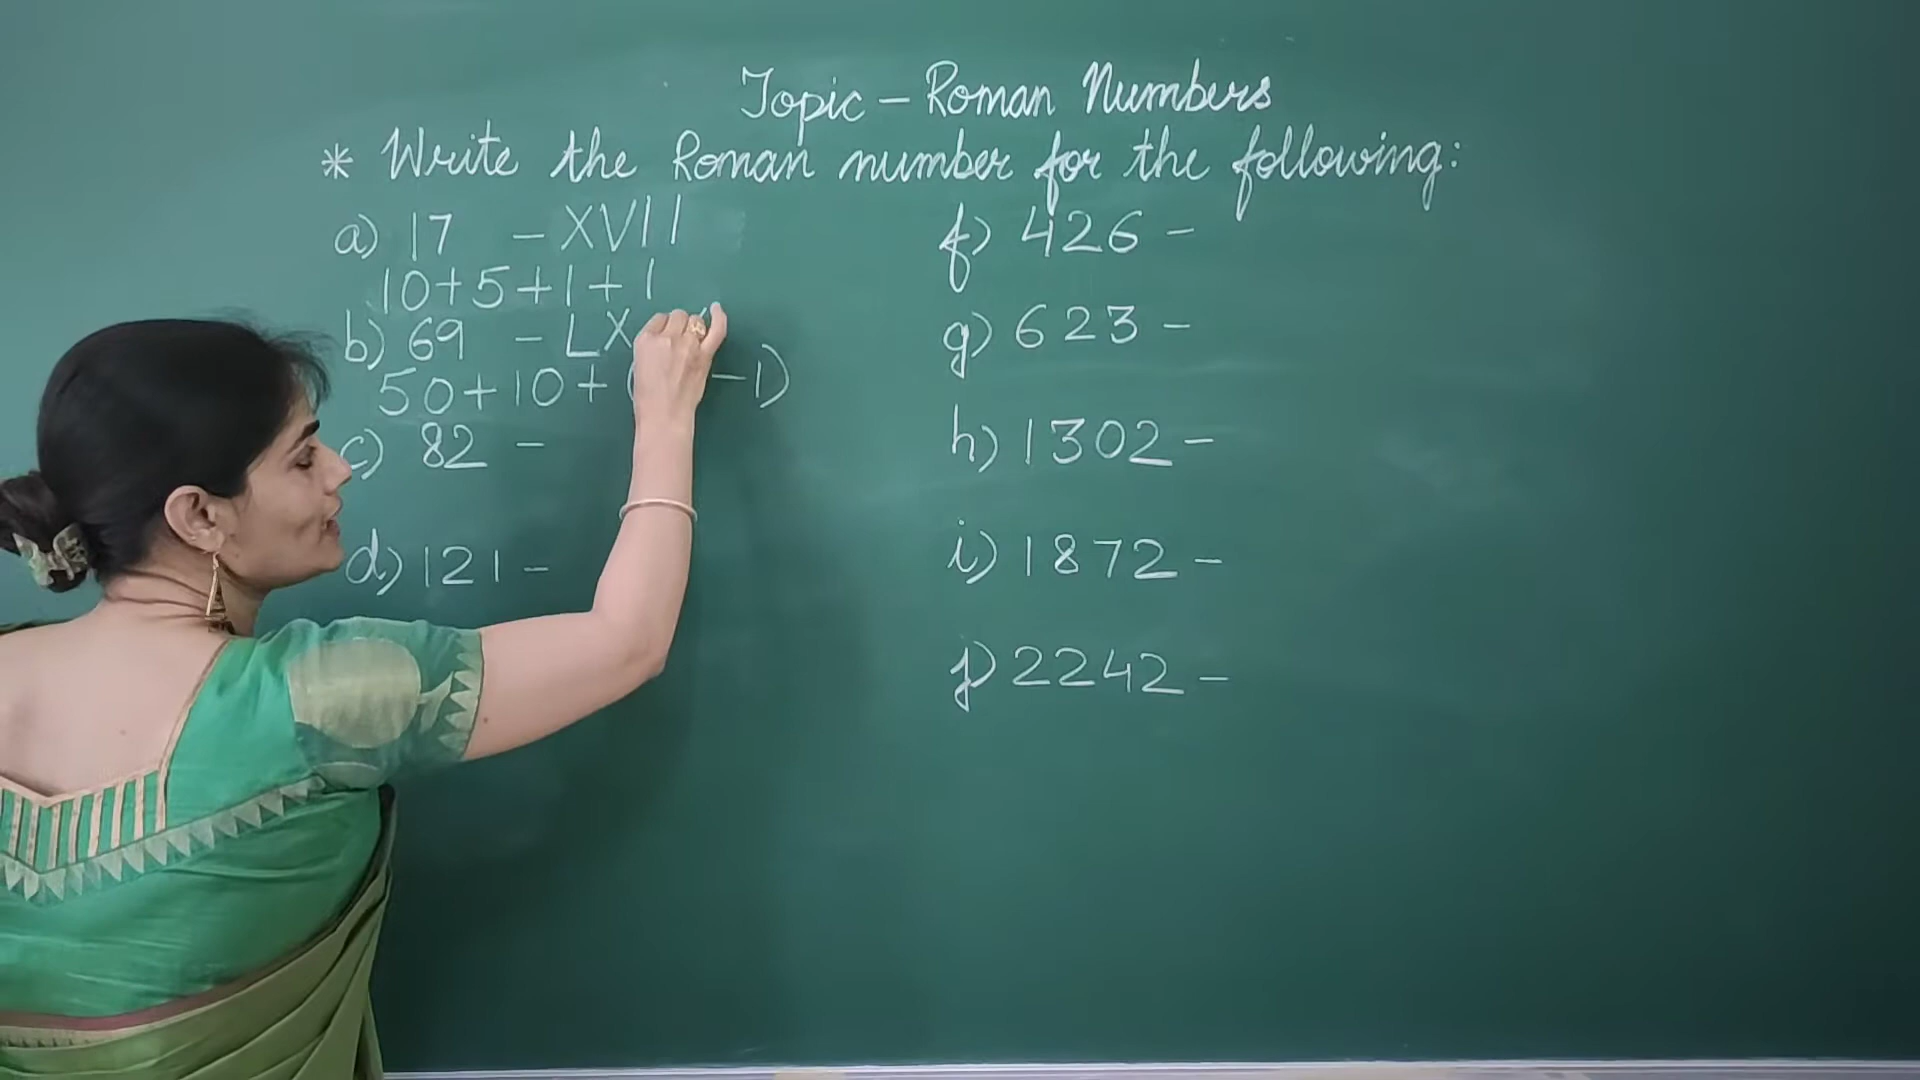 Topic – Roman Numbers
* Write the Roman number for the following:
a) 17 – XVII
10+5+1+1
b) 69 – LX
50+10+( –1)
c) 82 –
d) 121 –
f) 426 –
g) 623 –
h) 1302 –
i) 1872 –
j) 2242 –